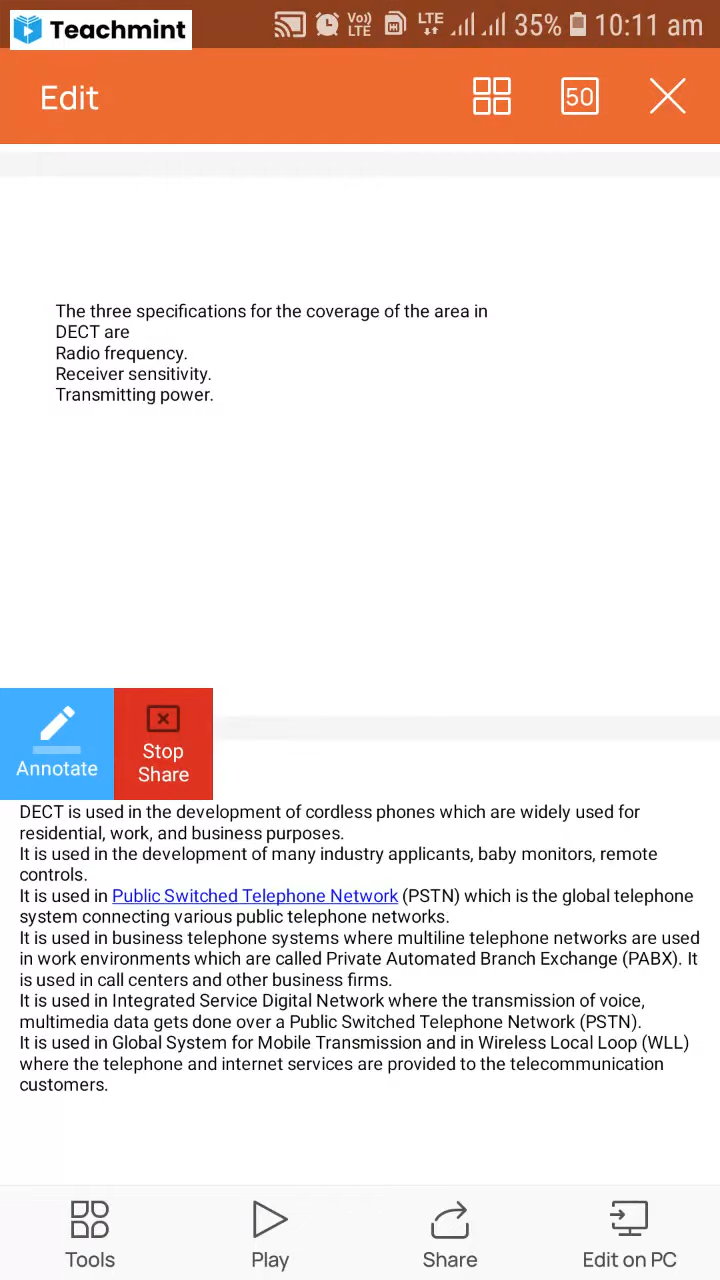 Teachmint
Vo) LTE LTE 35% 10:11 am
Edit
50
The three specifications for the coverage of the area in
DECT are
Radio frequency.
Receiver sensitivity.
Transmitting power.
Annotate
Stop
Share
DECT is used in the development of cordless phones which are widely used for
residential, work, and business purposes.
It is used in the development of many industry applicants, baby monitors, remote
controls.
It is used in Public Switched Telephone Network (PSTN) which is the global telephone
system connecting various public telephone networks.
It is used in business telephone systems where multiline telephone networks are used
in work environments which are called Private Automated Branch Exchange (PABX). It
is used in call centers and other business firms.
It is used in Integrated Service Digital Network where the transmission of voice,
multimedia data gets done over a Public Switched Telephone Network (PSTN).
It is used in Global System for Mobile Transmission and in Wireless Local Loop (WLL)
where the telephone and internet services are provided to the telecommunication
customers.
Tools
Play
Share
Edit on PC